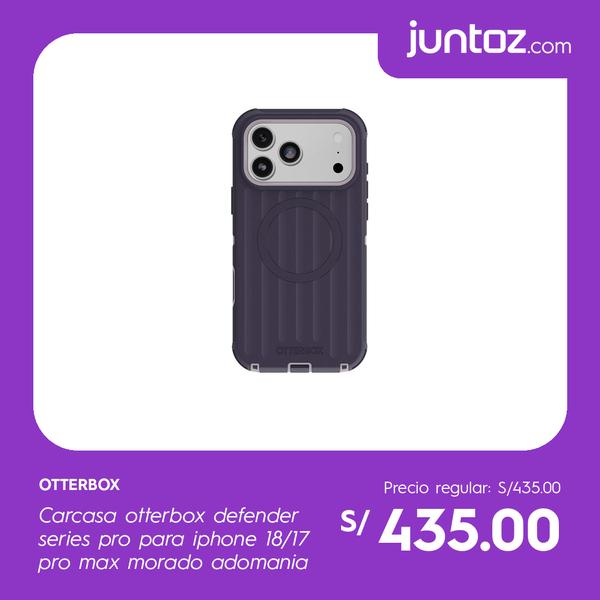 juntoz.com
OTTERBOX
OTTERBOX
Carcasa otterbox defender
series pro para iphone 18/17
pro max morado adomania
Precio regular: S/435.00
S/ 435.00